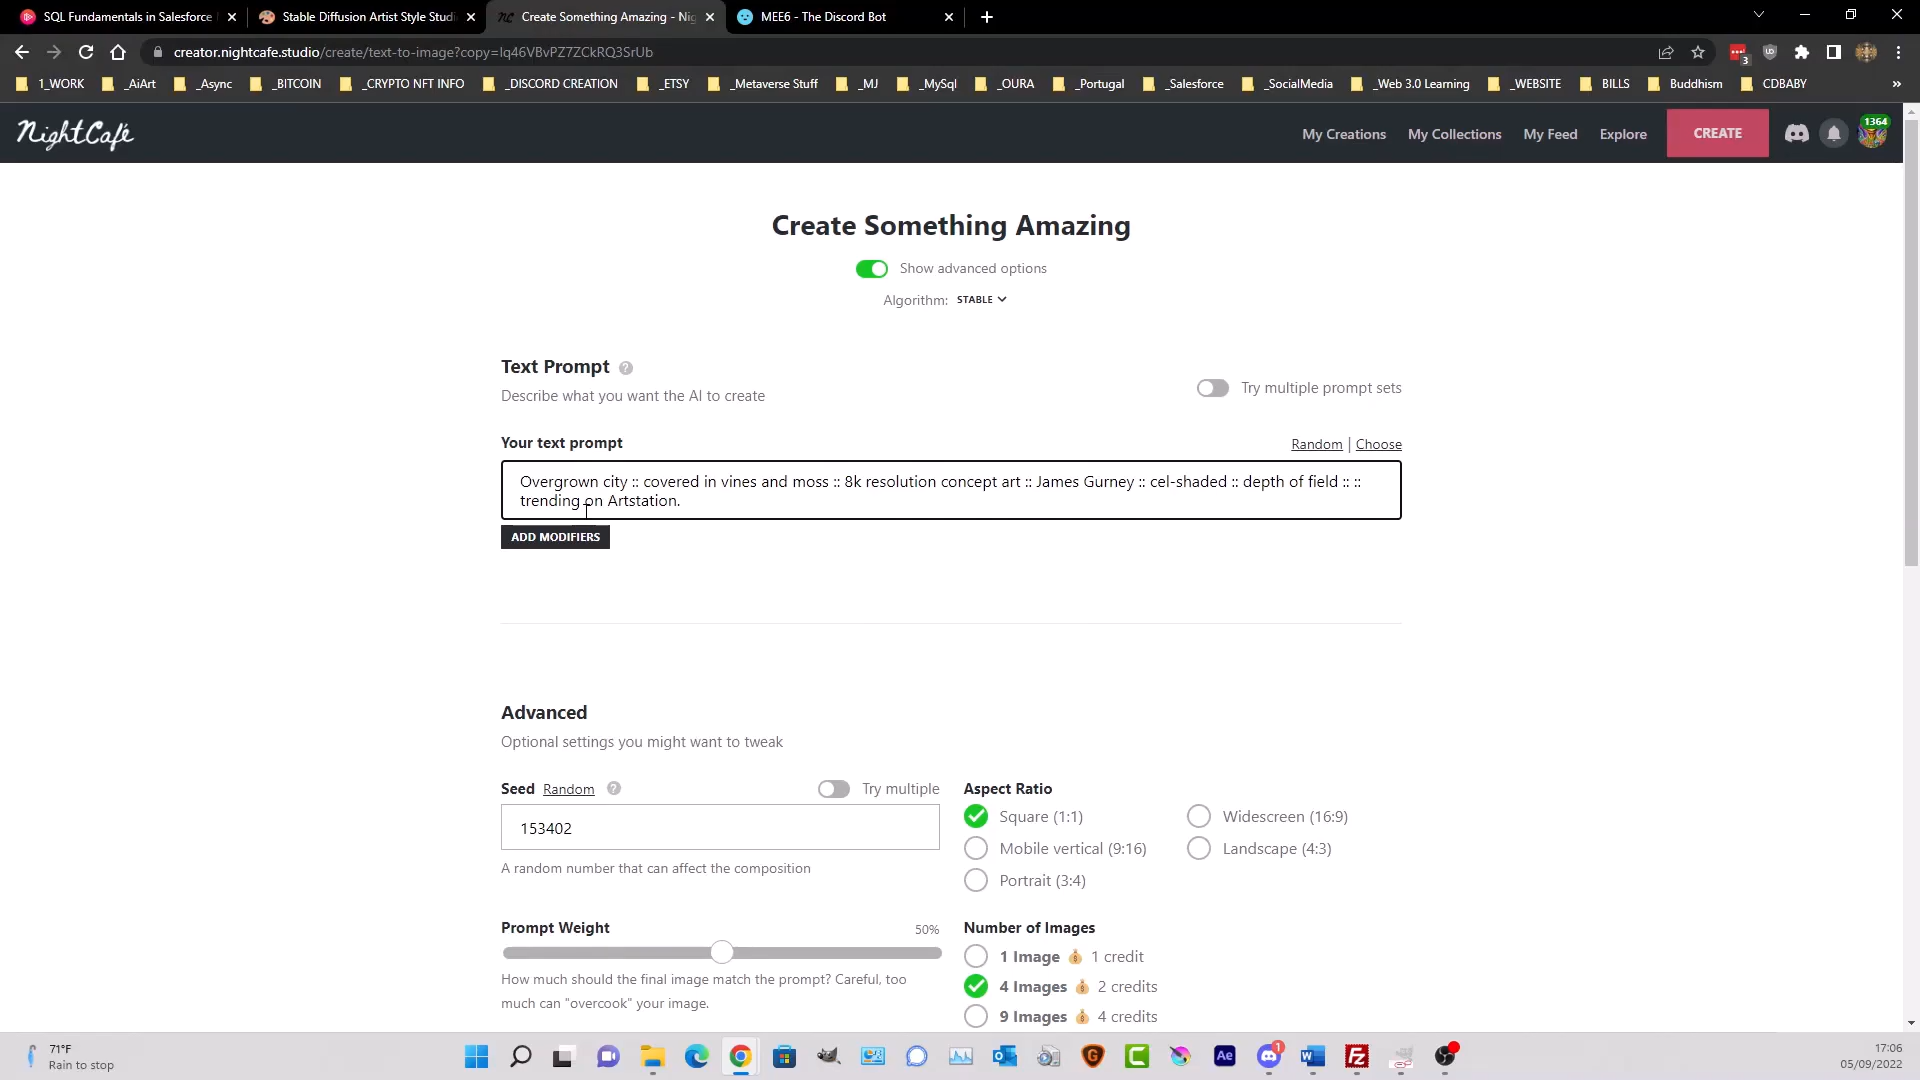 SQL Fundamentals in Salesforce
Stable Diffusion Artist Style Studi
Create Something Amazing - Nig
MEE6 - The Discord Bot
creator.nightcafe.studio/create/text-to-image?copy=Iq46VBvPZ7ZCkRQ3SrUb
3
1_WORK
_AiArt
_Async
_BITCOIN
_CRYPTO NFT INFO
_DISCORD CREATION
_ETSY
_Metaverse Stuff
_MJ
_MySql
_OURA
_Portugal
_Salesforce
_SocialMedia
_Web 3.0 Learning
_WEBSITE
BILLS
Buddhism
CDBABY
»
NightCafé
My Creations
My Collections
My Feed
Explore
CREATE
1364
Create Something Amazing
Show advanced options
Algorithm: STABLE
Text Prompt ?
Describe what you want the AI to create
Try multiple prompt sets
Your text prompt
Random | Choose
Overgrown city :: covered in vines and moss :: 8k resolution concept art :: James Gurney :: cel-shaded :: depth of field :: ::
trending on Artstation.
ADD MODIFIERS
Advanced
Optional settings you might want to tweak
Seed Random ?
Try multiple
153402
A random number that can affect the composition
Aspect Ratio
Square (1:1)
Widescreen (16:9)
Mobile vertical (9:16)
Landscape (4:3)
Portrait (3:4)
Prompt Weight
50%
How much should the final image match the prompt? Careful, too
much can "overcook" your image.
Number of Images
1 Image 1 credit
4 Images 2 credits
9 Images 4 credits
71°F
Rain to stop
G
C
Ae
1
W
FZ
17:06
05/09/2022